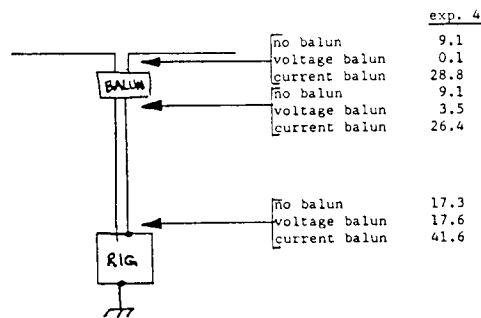 exp. 4
no balun 9.1
voltage balun 0.1
current balun 28.8
BALUN
no balun 9.1
voltage balun 3.5
current balun 26.4
no balun 17.3
voltage balun 17.6
current balun 41.6
RIG